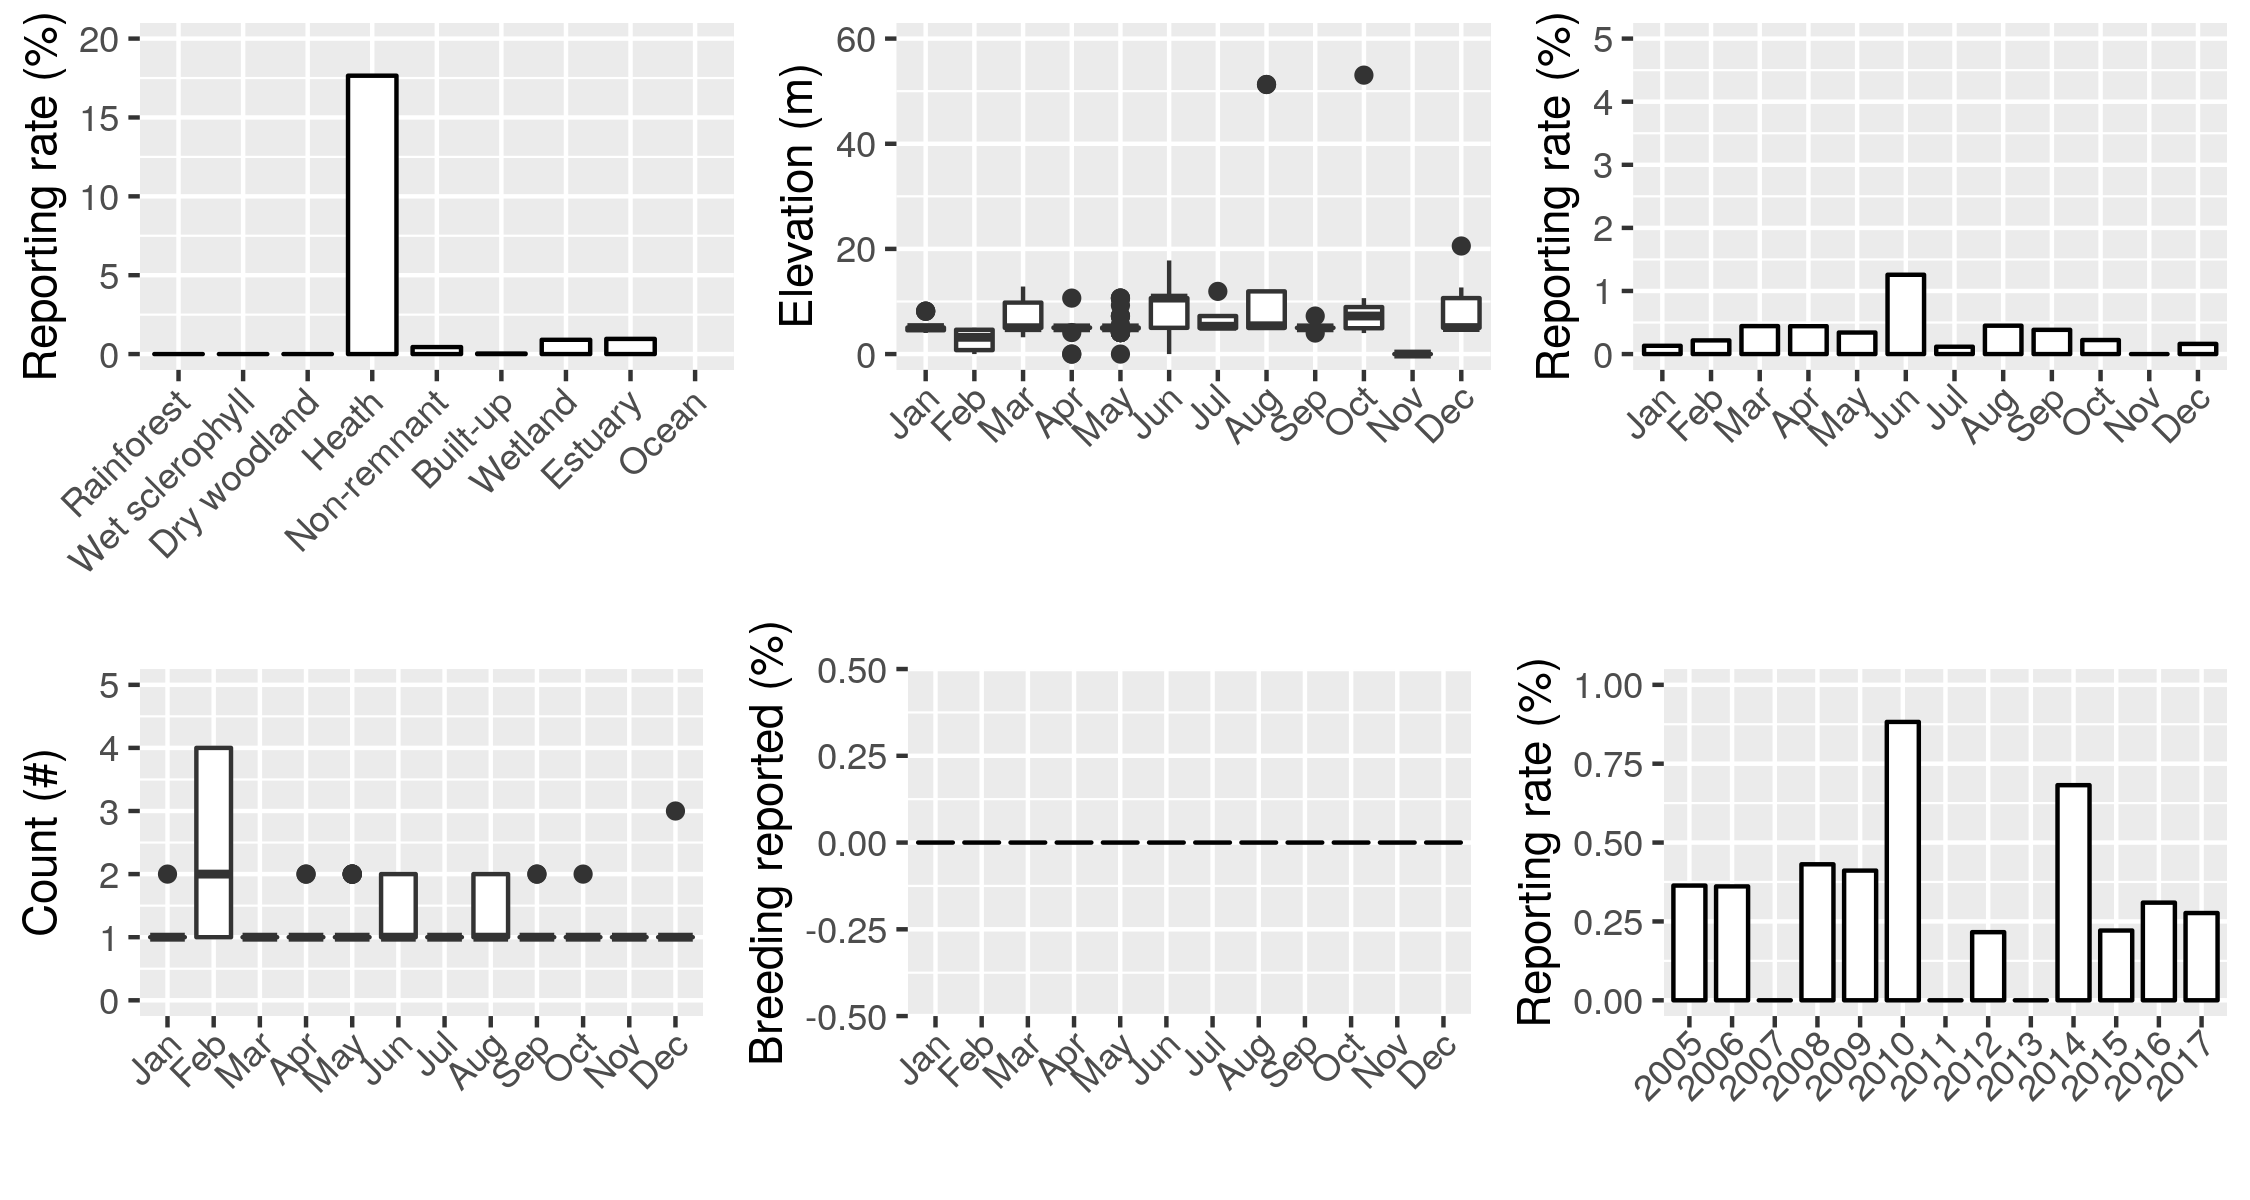 Reporting rate (%)
20
15
10
5
0
Rainforest
Wet sclerophyll
Dry woodland
Heath
Non-remnant
Built-up
Wetland
Estuary
Ocean
Elevation (m)
60
40
20
0
Jan
Feb
Mar
Apr
May
Jun
Jul
Aug
Sep
Oct
Nov
Dec
Reporting rate (%)
5
4
3
2
1
0
Jan
Feb
Mar
Apr
May
Jun
Jul
Aug
Sep
Oct
Nov
Dec
Count (#)
5
4
3
2
1
0
Jan
Feb
Mar
Apr
May
Jun
Jul
Aug
Sep
Oct
Nov
Dec
Breeding reported (%)
0.50
0.25
0.00
-0.25
-0.50
Jan
Feb
Mar
Apr
May
Jun
Jul
Aug
Sep
Oct
Nov
Dec
Reporting rate (%)
1.00
0.75
0.50
0.25
0.00
2005
2006
2007
2008
2009
2010
2011
2012
2013
2014
2015
2016
2017